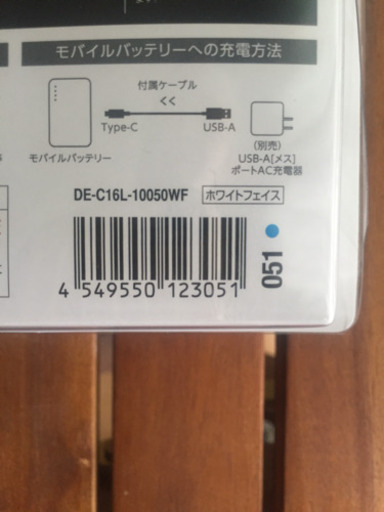 モバイルバッテリーへの充電方法
付属ケーブル
<<
Type-C
USB-A
モバイルバッテリー
(別売)
USB-A[メス]
ポートAC充電器
DE-C16L-10050WF
ホワイトフェイス
4 549550 123051
051